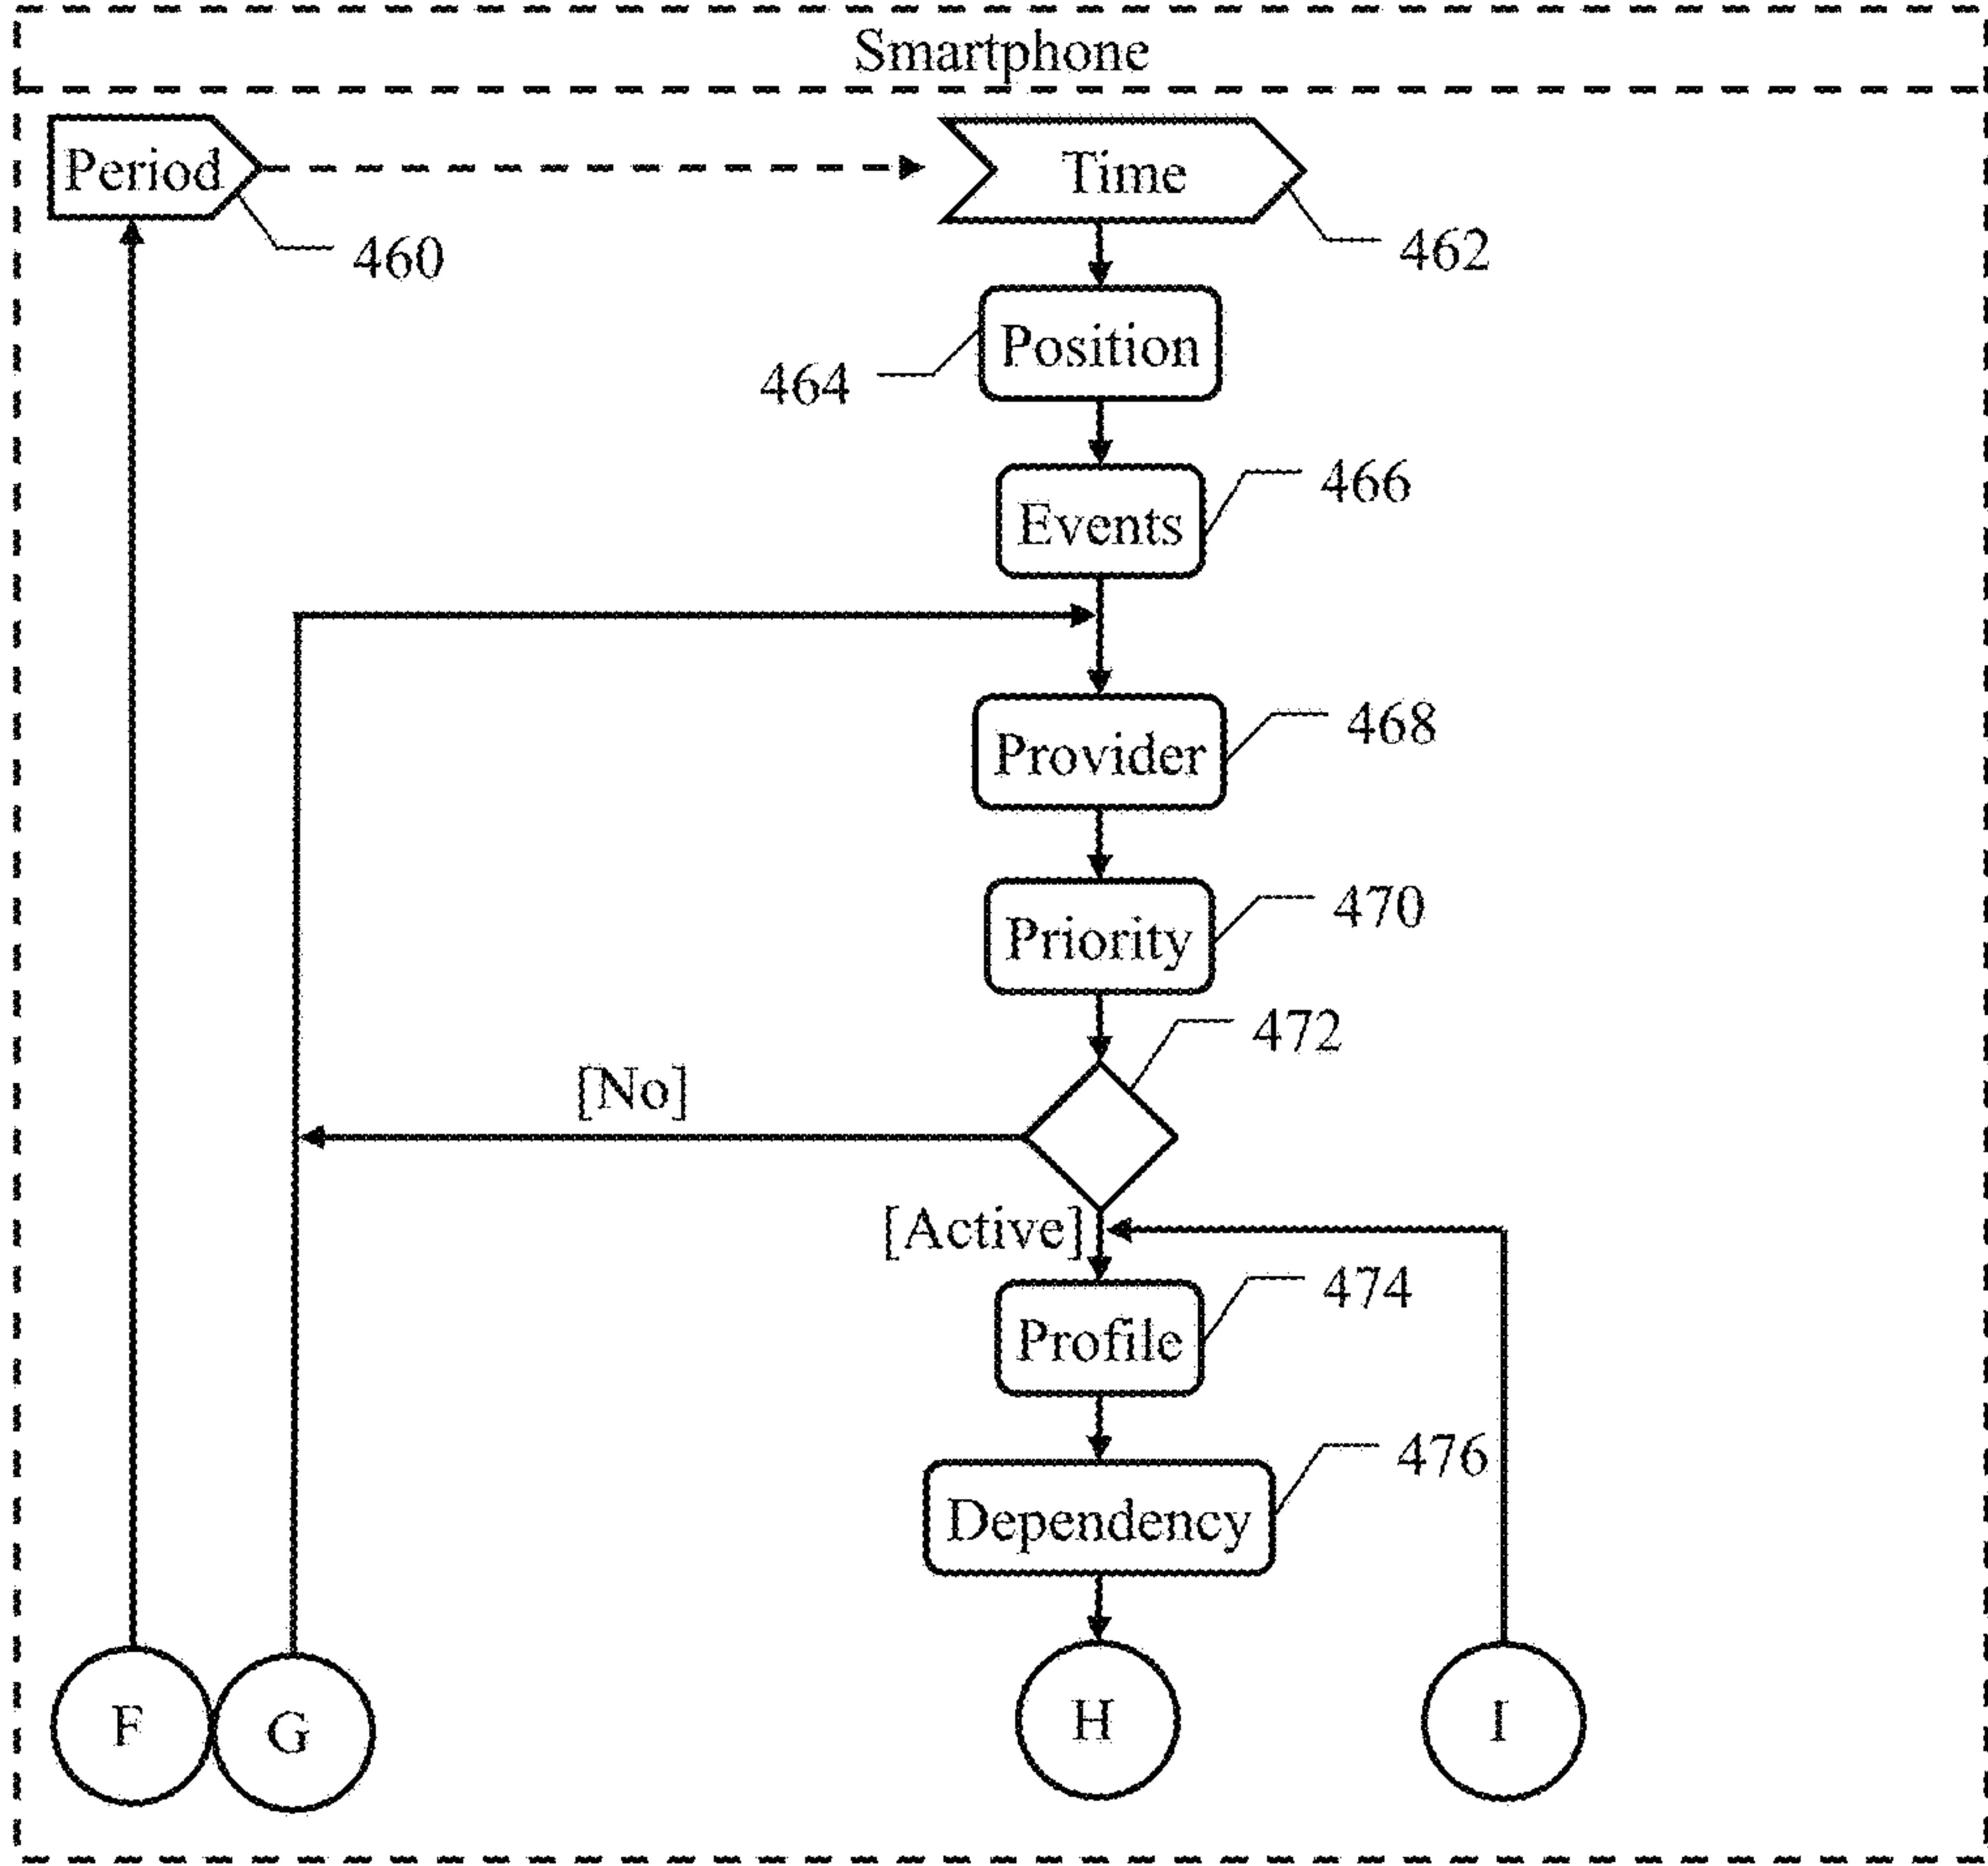 Smartphone
Period
Time
460
462
Position
464
466
Events
468
Provider
470
Priority
472
[No]
[Active]
474
Profile
476
Dependency
F
G
H
I